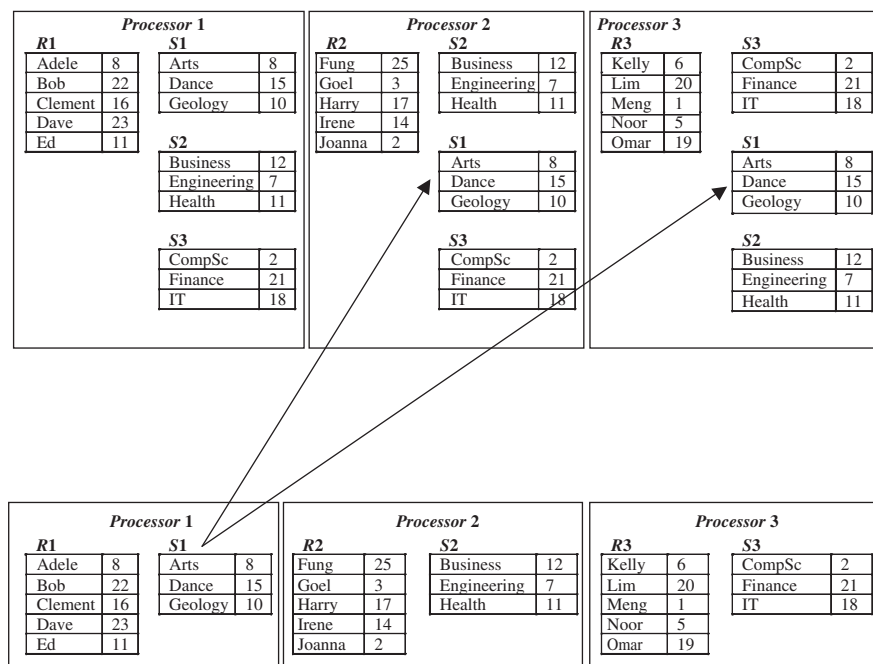 Processor 1
R1 S1
Adele 8 Arts 8
Bob 22 Dance 15
Clement 16 Geology 10
Dave 23
Ed 11
S2
Business 12
Engineering 7
Health 11
S3
CompSc 2
Finance 21
IT 18
Processor 2
R2 S2
Fung 25 Business 12
Goel 3 Engineering 7
Harry 17 Health 11
Irene 14
Joanna 2
S1
Arts 8
Dance 15
Geology 10
S3
CompSc 2
Finance 21
IT 18
Processor 3
R3 S3
Kelly 6 CompSc 2
Lim 20 Finance 21
Meng 1 IT 18
Noor 5
Omar 19
S1
Arts 8
Dance 15
Geology 10
S2
Business 12
Engineering 7
Health 11
Processor 1
R1 S1
Adele 8 Arts 8
Bob 22 Dance 15
Clement 16 Geology 10
Dave 23
Ed 11
Processor 2
R2 S2
Fung 25 Business 12
Goel 3 Engineering 7
Harry 17 Health 11
Irene 14
Joanna 2
Processor 3
R3 S3
Kelly 6 CompSc 2
Lim 20 Finance 21
Meng 1 IT 18
Noor 5
Omar 19